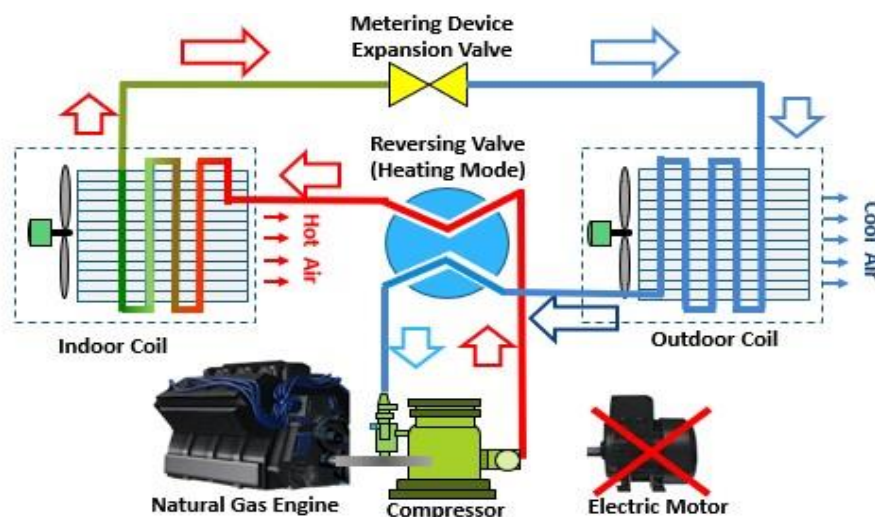 Metering Device
Expansion Valve
Reversing Valve
(Heating Mode)
Hot Air
Cool Air
Indoor Coil
Outdoor Coil
Natural Gas Engine
Compressor
Electric Motor